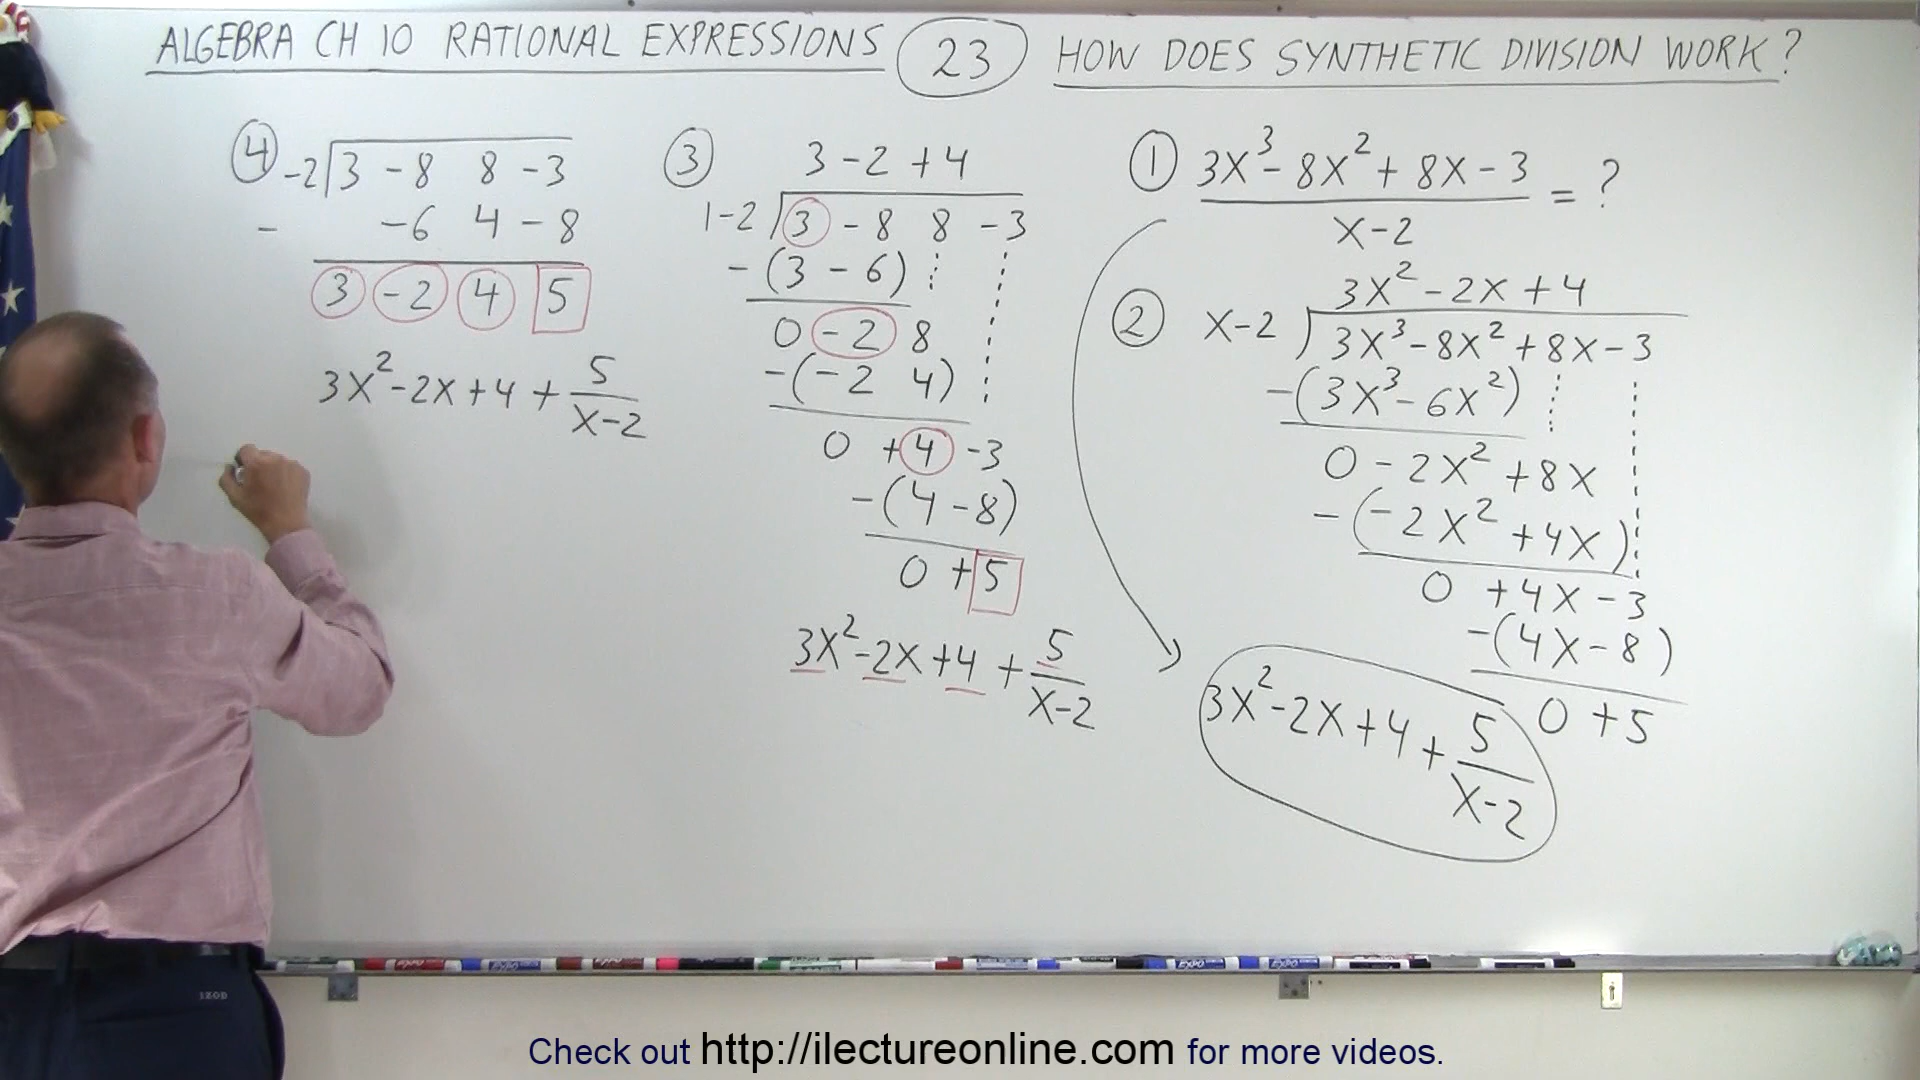 ALGEBRA CH 10 RATIONAL EXPRESSIONS 23 HOW DOES SYNTHETIC DIVISION WORK?
④ -2 3 -8 8 -3
- -6 4 -8
3 -2 4 5
3X²-2X+4+5/(X-2)
③ 3-2+4
1-2 3 -8 8 -3
-(3-6)
0 -2 8
-(-2 4)
0 +4 -3
-(4-8)
0 +5
3X²-2X+4+5/(X-2)
① 3X³-8X²+8X-3 = ?
X-2
3X²-2X+4
② X-2 3X³-8X²+8X-3
-(3X³-6X²)
0-2X²+8X
-(-2X²+4X)
0 +4X-3
-(4X-8)
0 +5
3X²-2X+4+5/(X-2)
EXPO EXPO EXPO
IZOD
Check out http://ilectureonline.com for more videos.